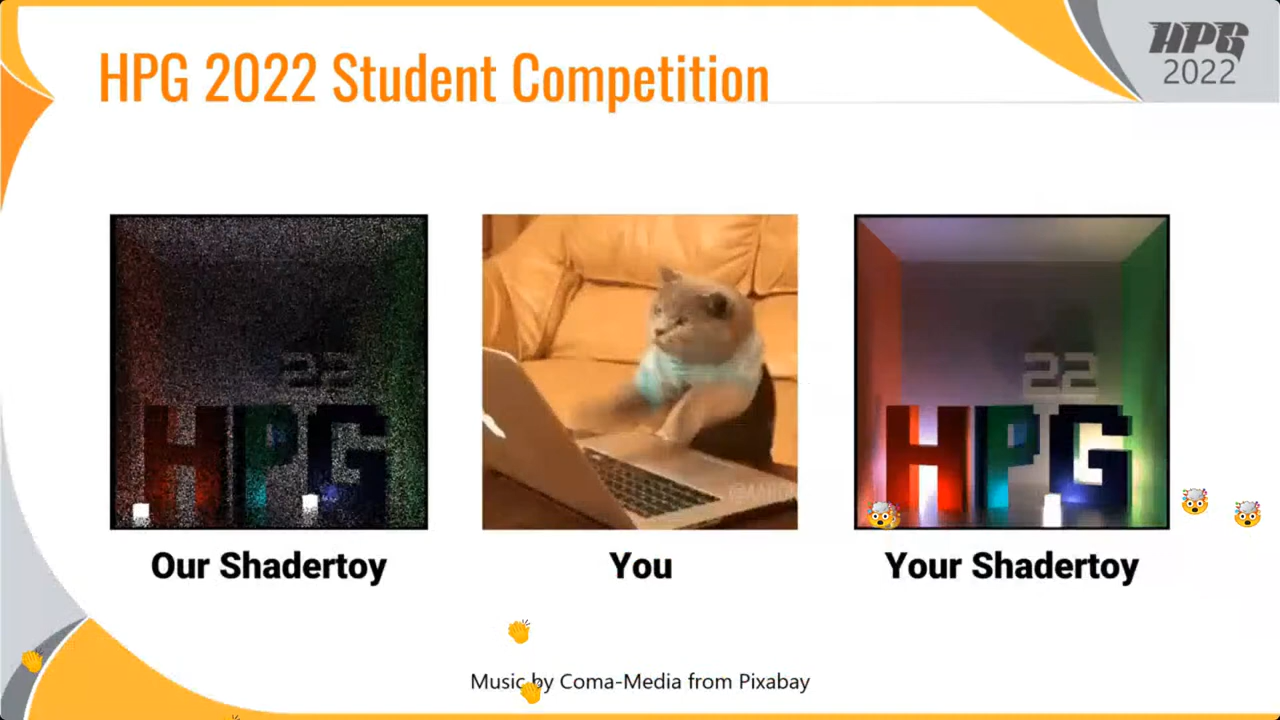 HPG 2022 Student Competition
HPG
2022
22
HPG
22
HPG
Our Shadertoy
You
Your Shadertoy
Music by Coma-Media from Pixabay